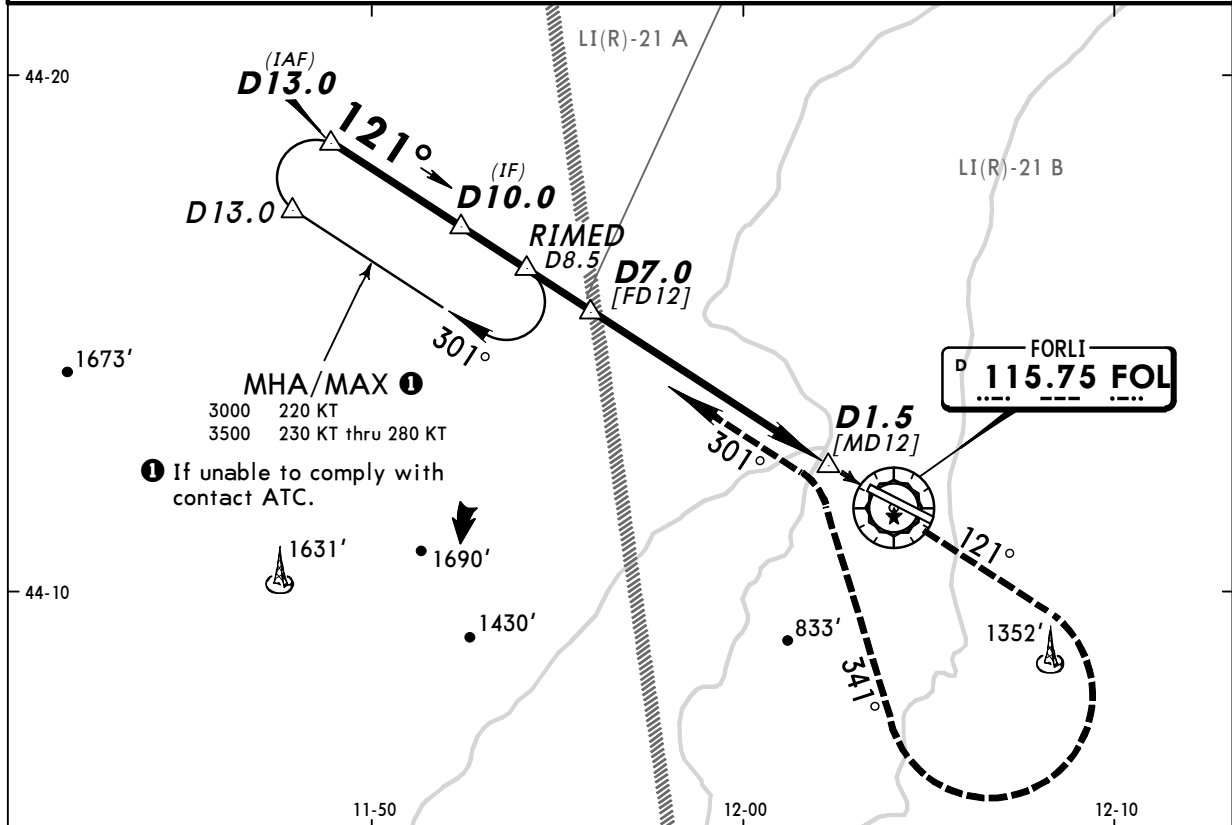 LI(R)-21 A
44-20
(IAF)
D13.0
121°
(IF)
D10.0
LI(R)-21 B
D13.0
RIMED
D8.5
D7.0
[FD12]
301°
1673'
MHA/MAX ❶
3000 220 KT
3500 230 KT thru 280 KT
❶ If unable to comply with
contact ATC.
FORLI
D 115.75 FOL
D1.5
[MD12]
301°
121°
1690'
1631'
44-10
1430'
833'
1352'
341°
11-50
12-00
12-10